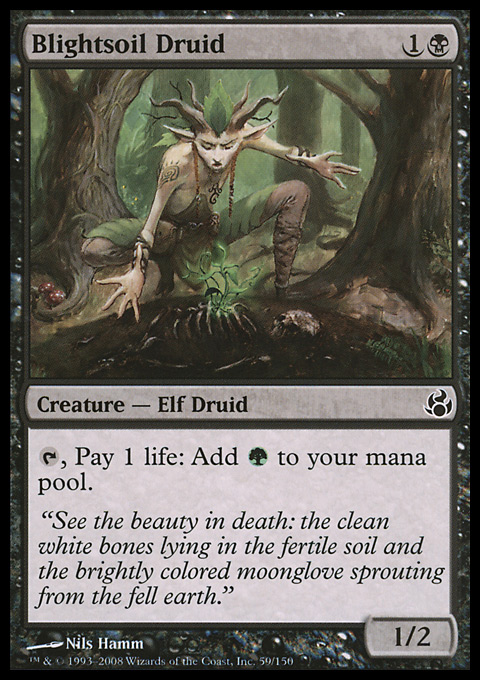 Blightsoil Druid 1
Creature — Elf Druid
, Pay 1 life: Add to your mana
pool.
“See the beauty in death: the clean
white bones lying in the fertile soil and
the brightly colored moonglove sprouting
from the fell earth.”
1/2
Nils Hamm
™ & © 1993–2008 Wizards of the Coast, Inc. 59/150